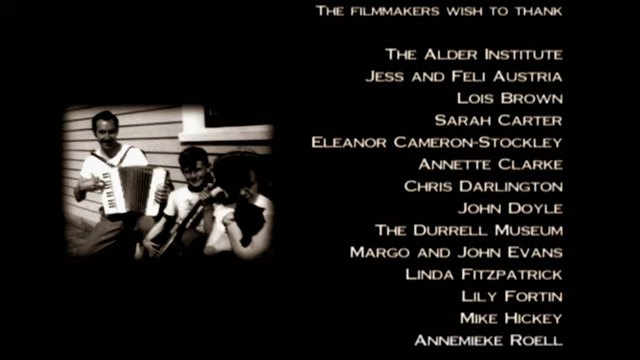 The filmmakers wish to thank
The Alder Institute
Jess and Feli Austria
Lois Brown
Sarah Carter
Eleanor Cameron-Stockley
Annette Clarke
Chris Darlington
John Doyle
The Durrell Museum
Margo and John Evans
Linda Fitzpatrick
Lily Fortin
Mike Hickey
Annemieke Roell